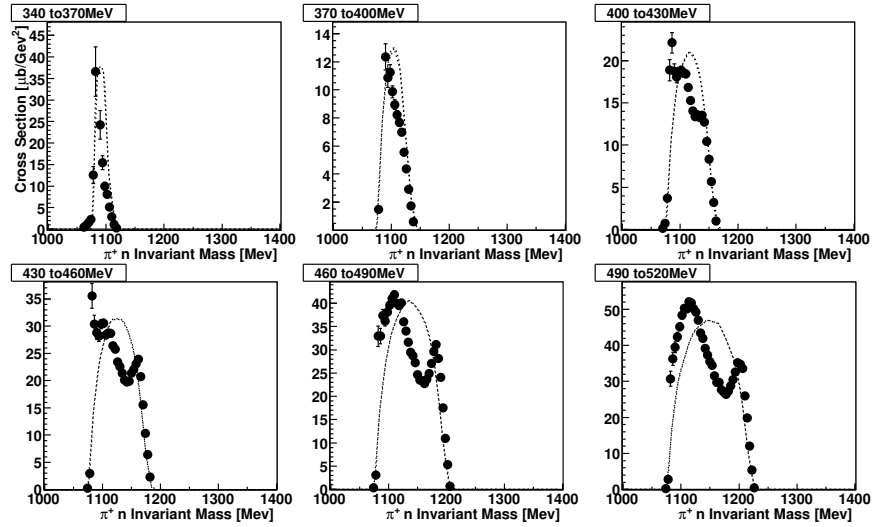 340 to370MeV
370 to400MeV
400 to430MeV
Cross Section [μb/Gev²]
45
40
35
30
25
20
15
10
5
0
14
12
10
8
6
4
2
20
15
10
5
0
1000 1100 1200 1300 1400
1000 1100 1200 1300 1400
1000 1100 1200 1300 1400
π⁺ n Invariant Mass [Mev]
π⁺ n Invariant Mass [Mev]
π⁺ n Invariant Mass [Mev]
430 to460MeV
460 to490MeV
490 to520MeV
35
30
25
20
15
10
5
0
40
35
30
25
20
15
10
5
0
50
40
30
20
10
0
1000 1100 1200 1300 1400
1000 1100 1200 1300 1400
1000 1100 1200 1300 1400
π⁺ n Invariant Mass [Mev]
π⁺ n Invariant Mass [Mev]
π⁺ n Invariant Mass [Mev]